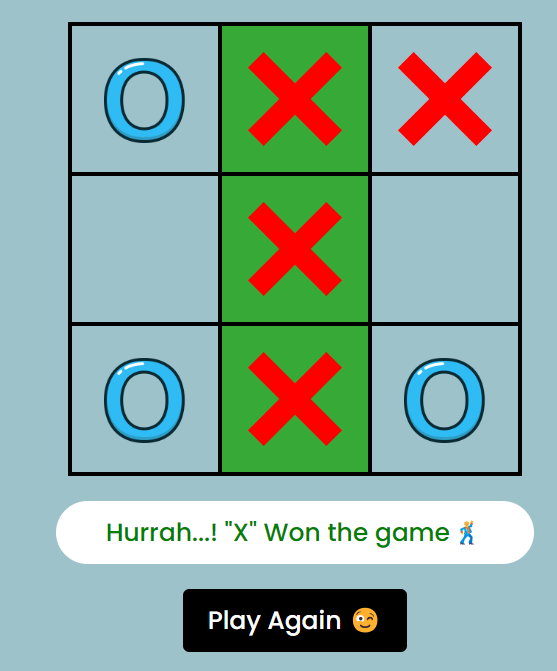 O X X
X
O X O
Hurrah...! "X" Won the game
Play Again